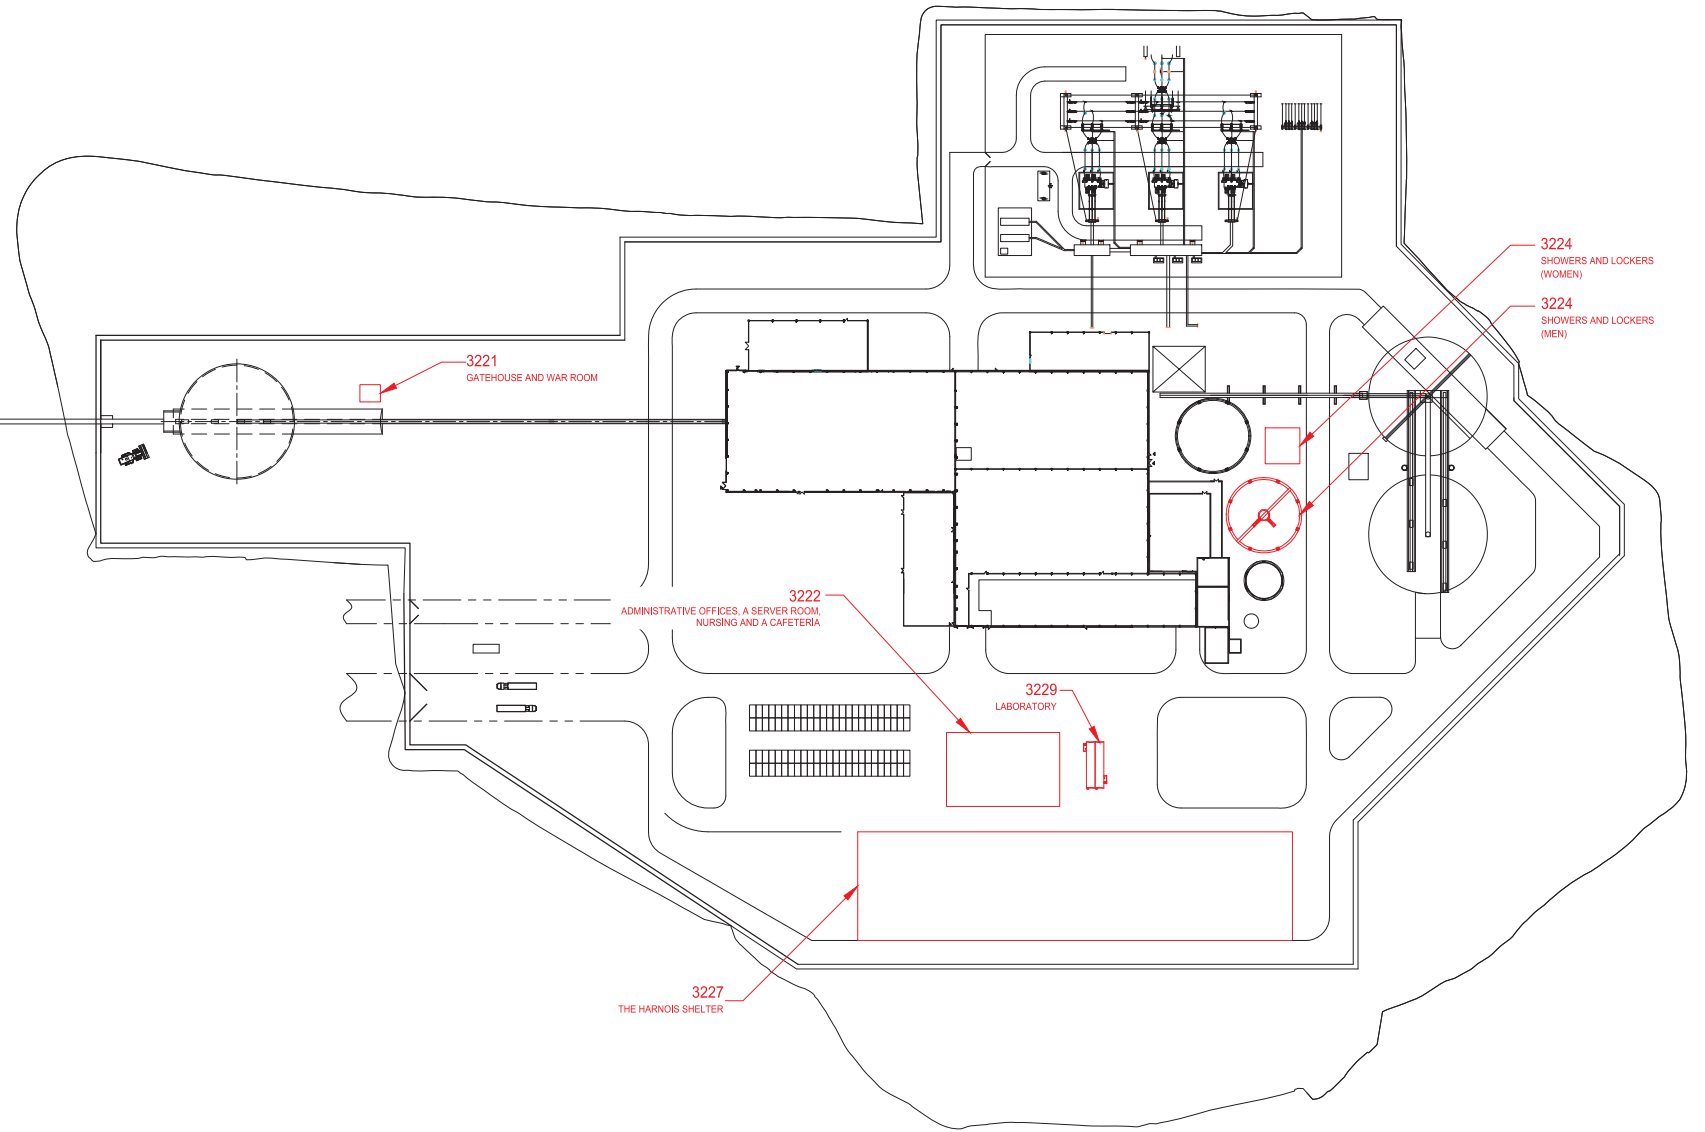 3224
SHOWERS AND LOCKERS
(WOMEN)
3224
SHOWERS AND LOCKERS
(MEN)
3221
GATEHOUSE AND WAR ROOM
3222
ADMINISTRATIVE OFFICES, A SERVER ROOM,
NURSING AND A CAFETERIA
3229
LABORATORY
3227
THE HARNOIS SHELTER